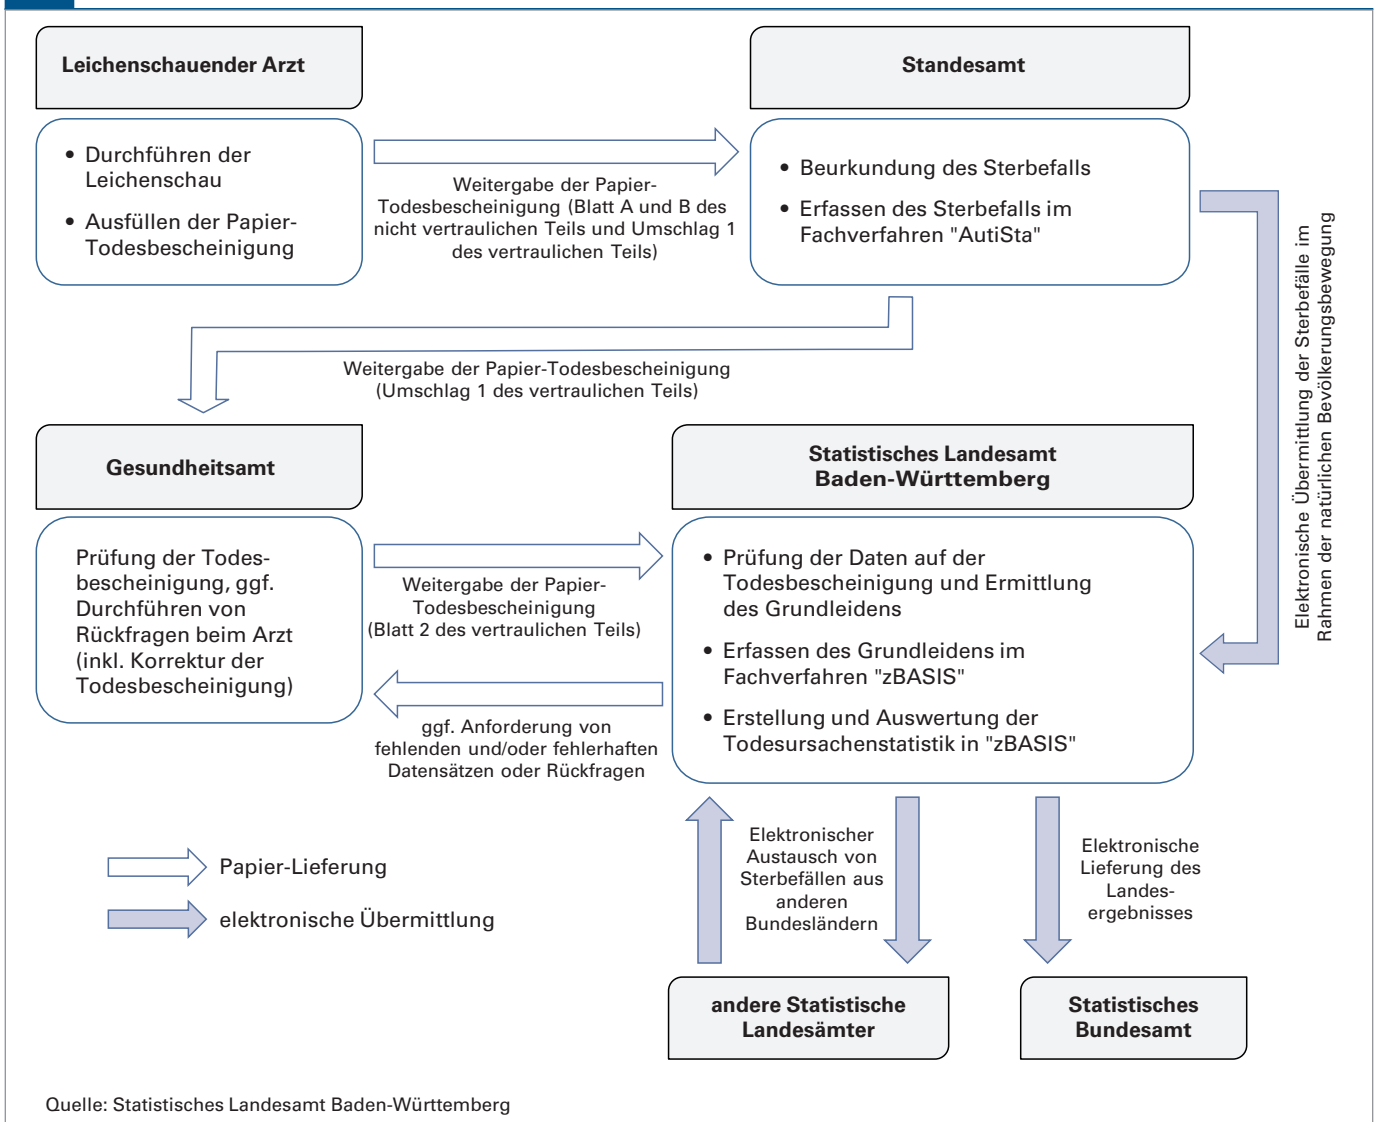 Leichenschauender Arzt
Standesamt
• Durchführen der
Leichenschau
• Ausfüllen der Papier-
Todesbescheinigung
Weitergabe der Papier-
Todesbescheinigung (Blatt A und B des
nicht vertraulichen Teils und Umschlag 1
des vertraulichen Teils)
• Beurkundung des Sterbefalls
• Erfassen des Sterbefalls im
Fachverfahren "AutiSta"
Elektronische Übermittlung der Sterbefälle im
Rahmen der natürlichen Bevölkerungsbewegung
Weitergabe der Papier-Todesbescheinigung
(Umschlag 1 des vertraulichen Teils)
Gesundheitsamt
Statistisches Landesamt
Baden-Württemberg
Prüfung der Todes-
bescheinigung, ggf.
Durchführen von
Rückfragen beim Arzt
(inkl. Korrektur der
Todesbescheinigung)
Weitergabe der Papier-
Todesbescheinigung
(Blatt 2 des vertraulichen Teils)
ggf. Anforderung von
fehlenden und/oder fehlerhaften
Datensätzen oder Rückfragen
• Prüfung der Daten auf der
Todesbescheinigung und Ermittlung
des Grundleidens
• Erfassen des Grundleidens im
Fachverfahren "zBASIS"
• Erstellung und Auswertung der
Todesursachenstatistik in "zBASIS"
Papier-Lieferung
elektronische Übermittlung
Elektronischer
Austausch von
Sterbefällen aus
anderen
Bundesländern
Elektronische
Lieferung des
Landes-
ergebnisses
andere Statistische
Landesämter
Statistisches
Bundesamt
Quelle: Statistisches Landesamt Baden-Württemberg